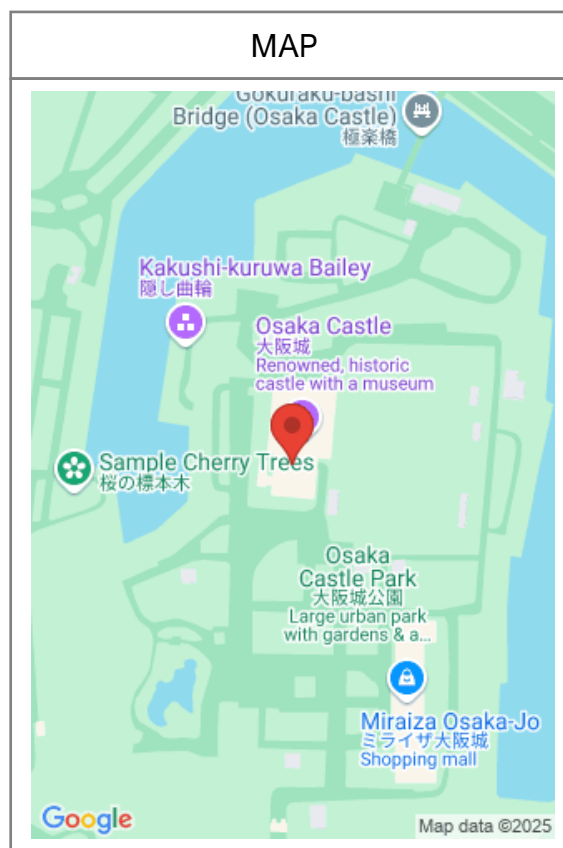 MAP
Gokuraku-bashi
Bridge (Osaka Castle)
極楽橋
Kakushi-kuruwa Bailey
隠し曲輪
Osaka Castle
大阪城
Renowned, historic
castle with a museum
Sample Cherry Trees
桜の標本木
Osaka
Castle Park
大阪城公園
Large urban park
with gardens & a...
Miraiza Osaka-Jo
ミライザ大阪城
Shopping mall
Google
Map data ©2025